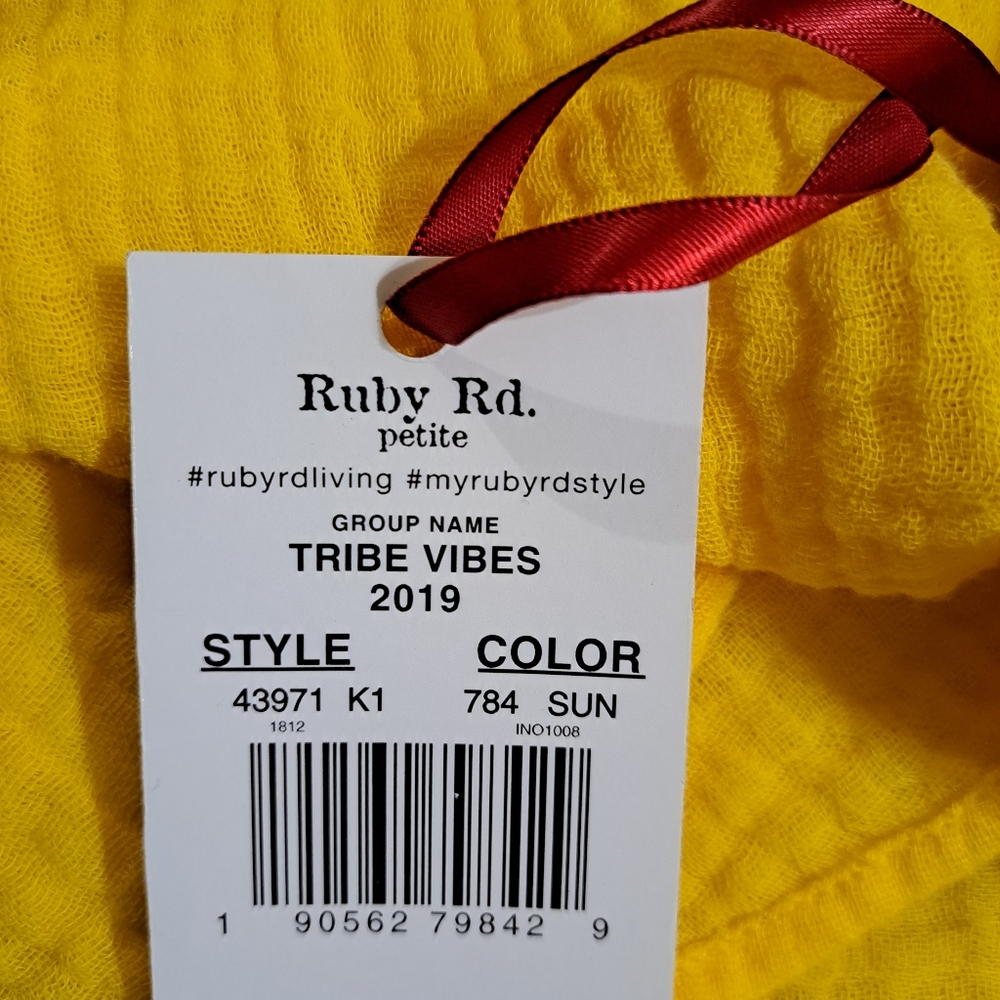 Ruby Rd.
petite
#rubyrdliving #myrubyrdstyle
GROUP NAME
TRIBE VIBES
2019
STYLE COLOR
43971 K1 784 SUN
1812 INO1008
1 90562 79842 9